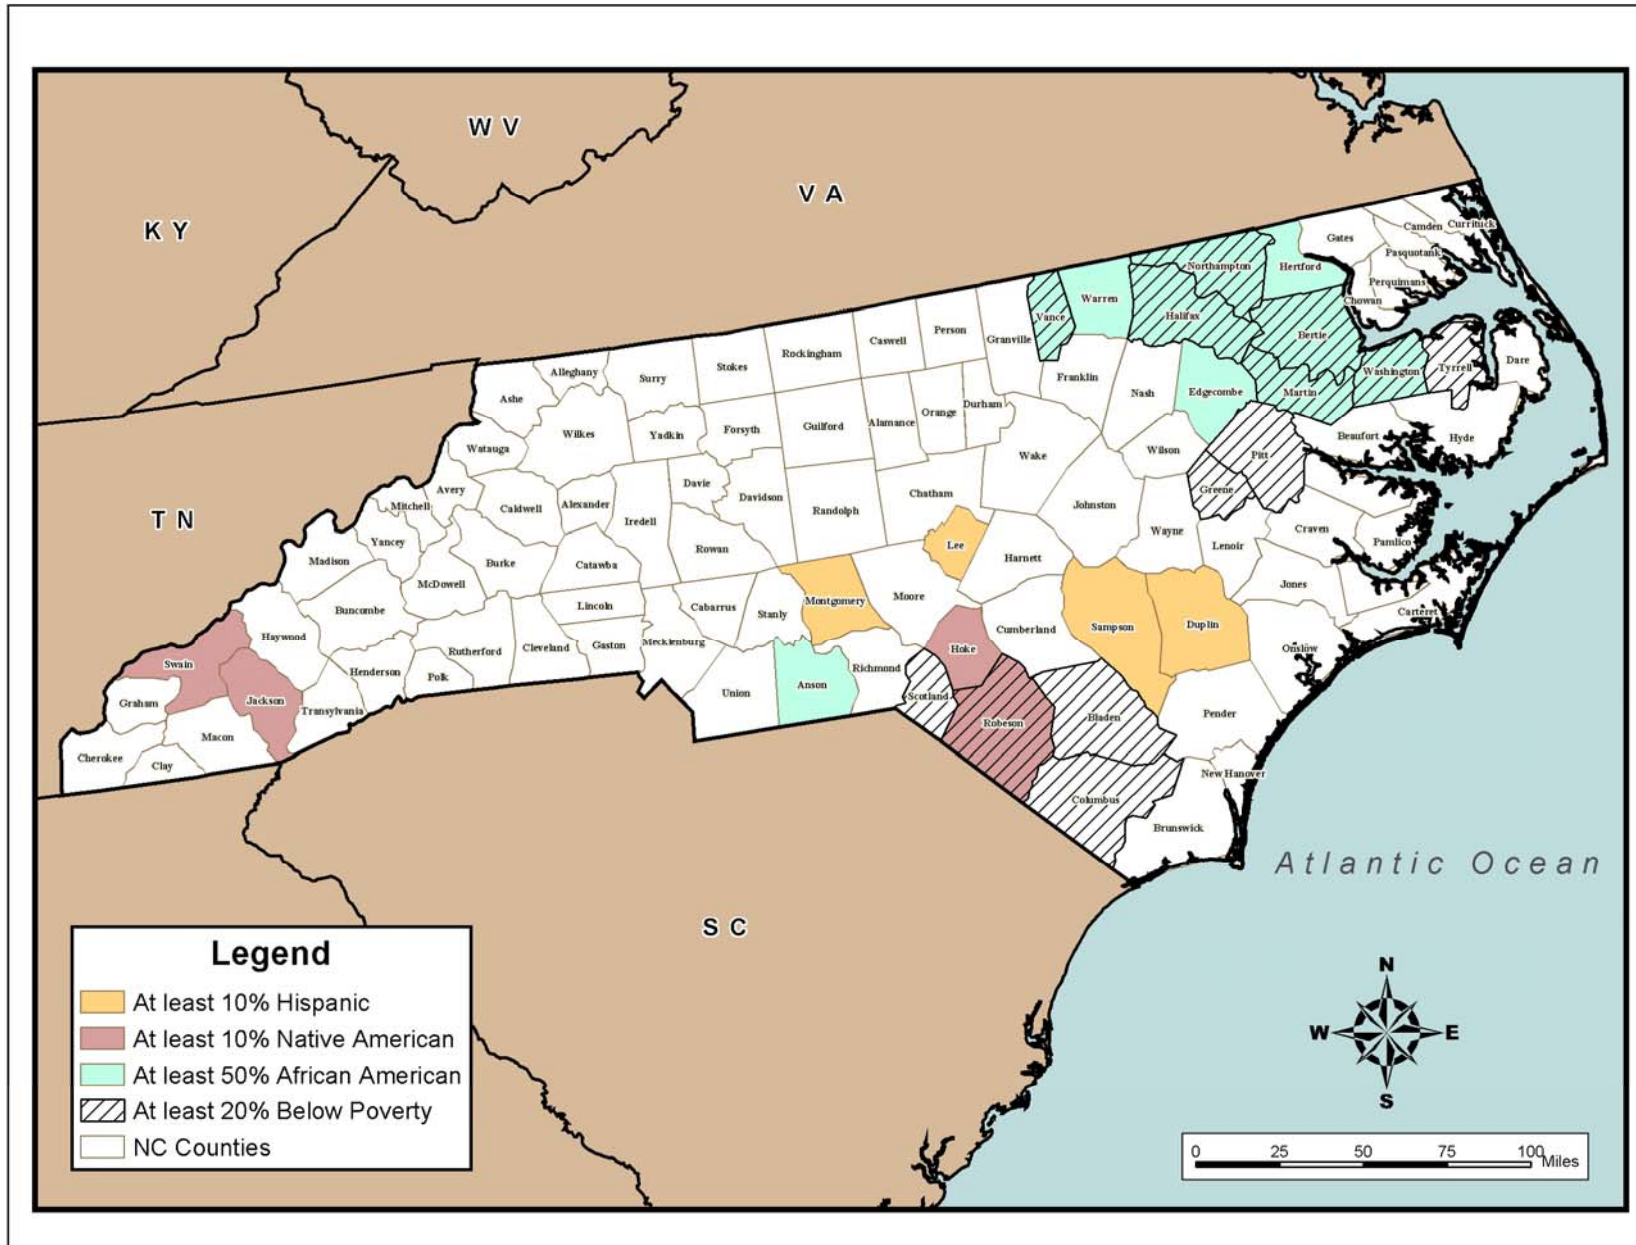 W V
V A
K Y
T N
S C
Atlantic Ocean
Currituck
Camden
Gates
Pasquotank
Perquimans
Chowan
Northampton
Hertford
Warren
Vance
Halifax
Bertie
Person
Caswell
Granville
Rockingham
Stokes
Surry
Alleghany
Ashe
Franklin
Nash
Edgecombe
Martin
Washington
Tyrrell
Dare
Hyde
Beaufort
Pitt
Greene
Wilson
Wake
Durham
Orange
Alamance
Guilford
Forsyth
Yadkin
Wilkes
Watauga
Avery
Mitchell
Caldwell
Alexander
Iredell
Davie
Davidson
Randolph
Chatham
Johnston
Wayne
Lenoir
Craven
Pamlico
Jones
Carteret
Onslow
Duplin
Sampson
Harnett
Lee
Moore
Montgomery
Stanly
Cabarrus
Rowan
Catawba
Burke
McDowell
Yancey
Madison
Buncombe
Haywood
Swain
Graham
Cherokee
Clay
Macon
Jackson
Transylvania
Henderson
Polk
Rutherford
Cleveland
Lincoln
Gaston
Mecklenburg
Union
Anson
Richmond
Scotland
Hoke
Cumberland
Robeson
Bladen
Columbus
Pender
New Hanover
Brunswick
Legend
At least 10% Hispanic
At least 10% Native American
At least 50% African American
At least 20% Below Poverty
NC Counties
N
W E
S
0 25 50 75 100
Miles